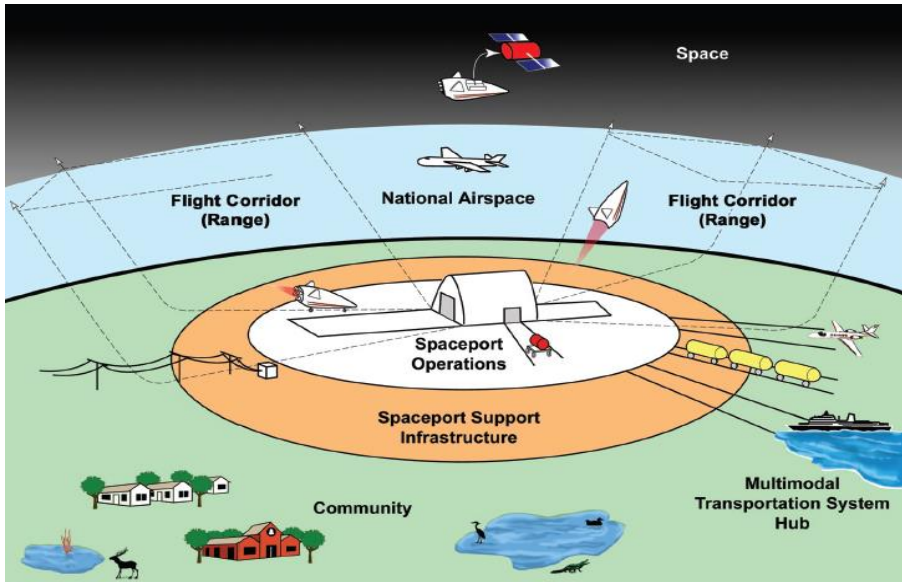 Space
National Airspace
Flight Corridor
(Range)
Flight Corridor
(Range)
Spaceport
Operations
Spaceport Support
Infrastructure
Community
Multimodal
Transportation System
Hub